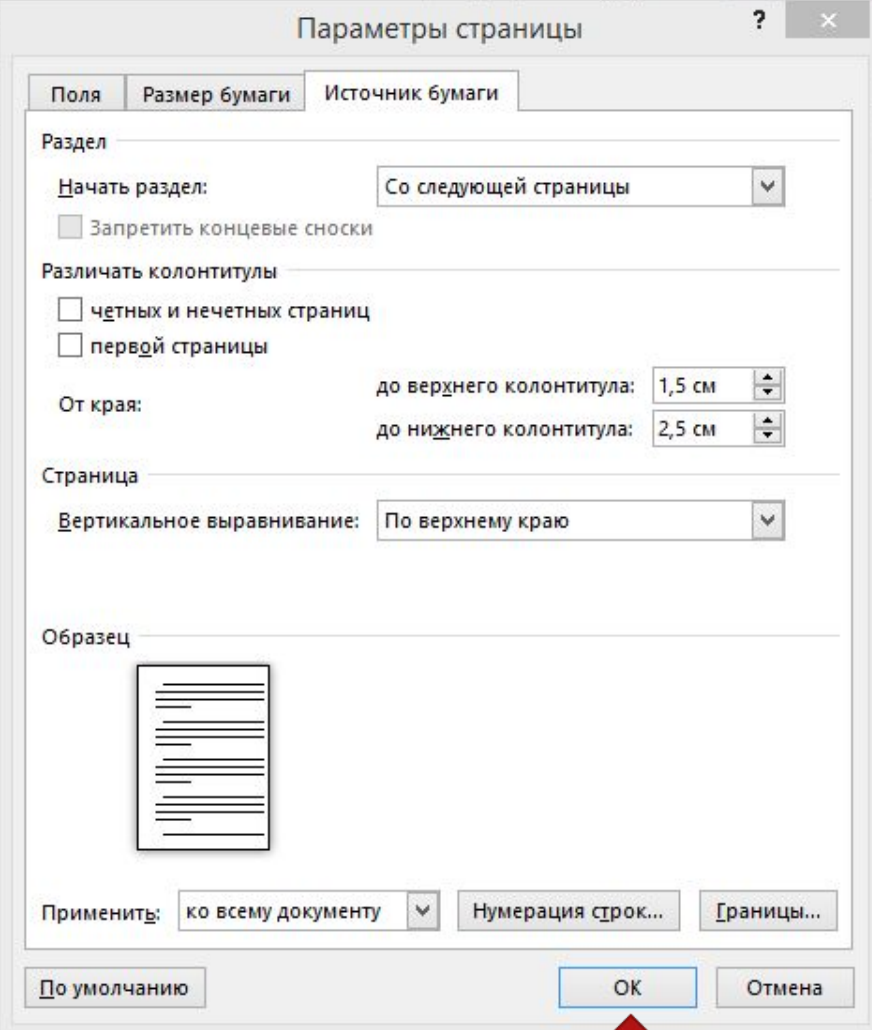 Параметры страницы ?
Поля Размер бумаги Источник бумаги
Раздел
Начать раздел: Со следующей страницы
Запретить концевые сноски
Различать колонтитулы
четных и нечетных страниц
первой страницы
От края:
до верхнего колонтитула: 1,5 см
до нижнего колонтитула: 2,5 см
Страница
Вертикальное выравнивание: По верхнему краю
Образец
Применить: ко всему документу Нумерация строк... Границы...
По умолчанию ОК Отмена